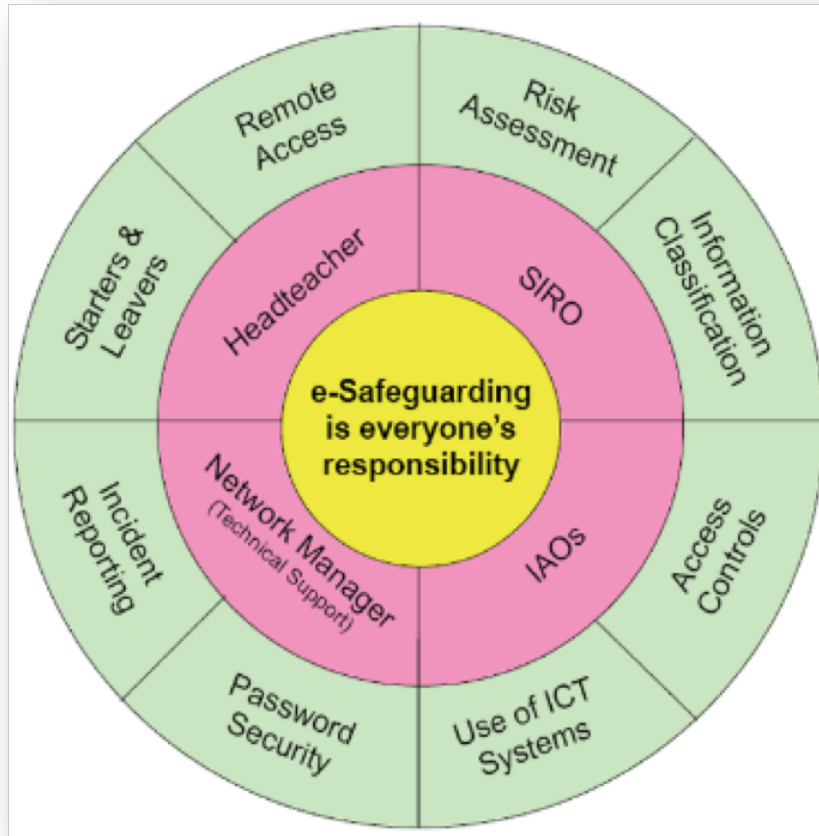 Remote
Access
Risk
Assessment
Starters &
Leavers
Headteacher
SIRO
Information
Classification
e-Safeguarding
is everyone's
responsibility
Incident
Reporting
Network Manager
(Technical Support)
IAOs
Access
Controls
Password
Security
Use of ICT
Systems